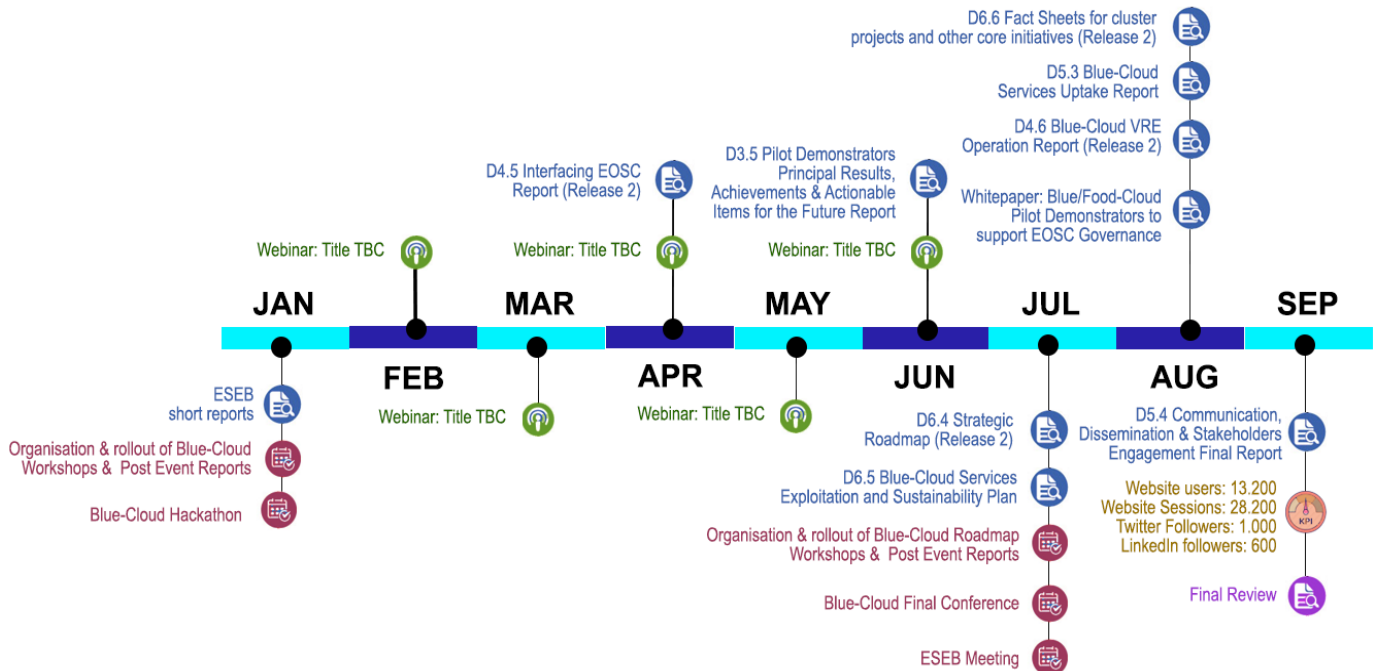 D6.6 Fact Sheets for cluster
projects and other core initiatives (Release 2)
D5.3 Blue-Cloud
Services Uptake Report
D4.6 Blue-Cloud VRE
Operation Report (Release 2)
Whitepaper: Blue/Food-Cloud
Pilot Demonstrators to
support EOSC Governance
D4.5 Interfacing EOSC
Report (Release 2)
D3.5 Pilot Demonstrators
Principal Results,
Achievements & Actionable
Items for the Future Report
Webinar: Title TBC
Webinar: Title TBC
Webinar: Title TBC
JAN
MAR
MAY
JUL
SEP
FEB
APR
JUN
AUG
ESEB
short reports
Organisation & rollout of Blue-Cloud
Workshops & Post Event Reports
Blue-Cloud Hackathon
Webinar: Title TBC
Webinar: Title TBC
D6.4 Strategic
Roadmap (Release 2)
D6.5 Blue-Cloud Services
Exploitation and Sustainability Plan
Organisation & rollout of Blue-Cloud Roadmap
Workshops & Post Event Reports
Blue-Cloud Final Conference
ESEB Meeting
D5.4 Communication,
Dissemination & Stakeholders
Engagement Final Report
Website users: 13.200
Website Sessions: 28.200
Twitter Followers: 1.000
LinkedIn followers: 600
KPI
Final Review